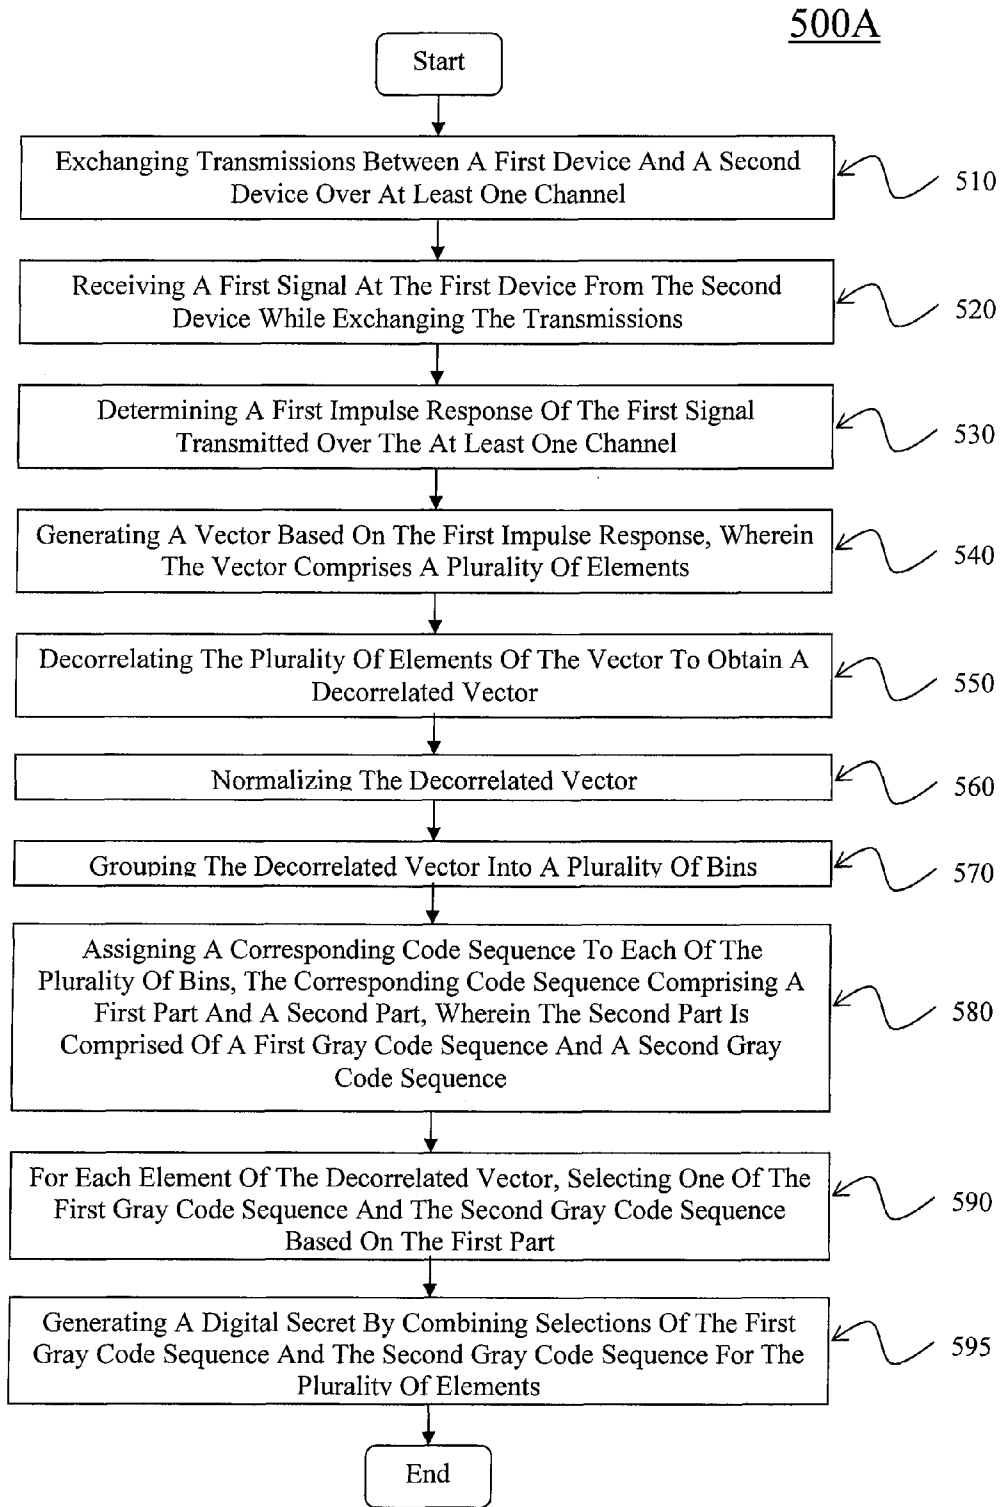 500A
Start
Exchanging Transmissions Between A First Device And A Second
Device Over At Least One Channel
510
Receiving A First Signal At The First Device From The Second
Device While Exchanging The Transmissions
520
Determining A First Impulse Response Of The First Signal
Transmitted Over The At Least One Channel
530
Generating A Vector Based On The First Impulse Response, Wherein
The Vector Comprises A Plurality Of Elements
540
Decorrelating The Plurality Of Elements Of The Vector To Obtain A
Decorrelated Vector
550
Normalizing The Decorrelated Vector
560
Grouping The Decorrelated Vector Into A Plurality Of Bins
570
Assigning A Corresponding Code Sequence To Each Of The
Plurality Of Bins, The Corresponding Code Sequence Comprising A
First Part And A Second Part, Wherein The Second Part Is
Comprised Of A First Gray Code Sequence And A Second Gray
Code Sequence
580
For Each Element Of The Decorrelated Vector, Selecting One Of The
First Gray Code Sequence And The Second Gray Code Sequence
Based On The First Part
590
Generating A Digital Secret By Combining Selections Of The First
Gray Code Sequence And The Second Gray Code Sequence For The
Plurality Of Elements
595
End